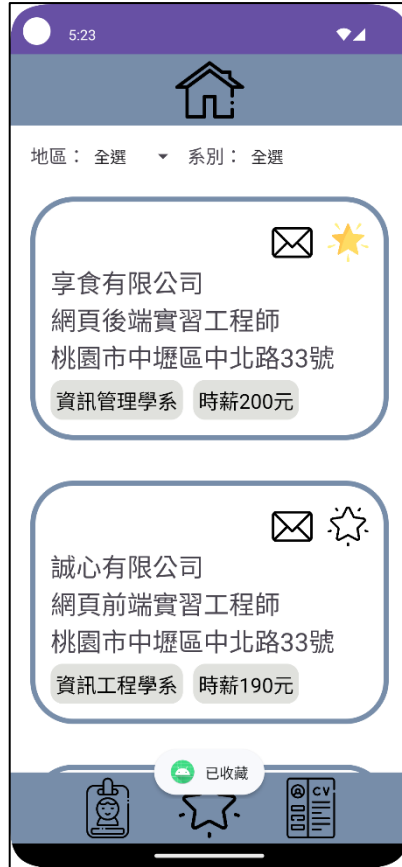 5:23
地區： 全選 系別： 全選
享食有限公司
網頁後端實習工程師
桃園市中壢區中北路33號
資訊管理學系 時薪200元
誠心有限公司
網頁前端實習工程師
桃園市中壢區中北路33號
資訊工程學系 時薪190元
已收藏
CV